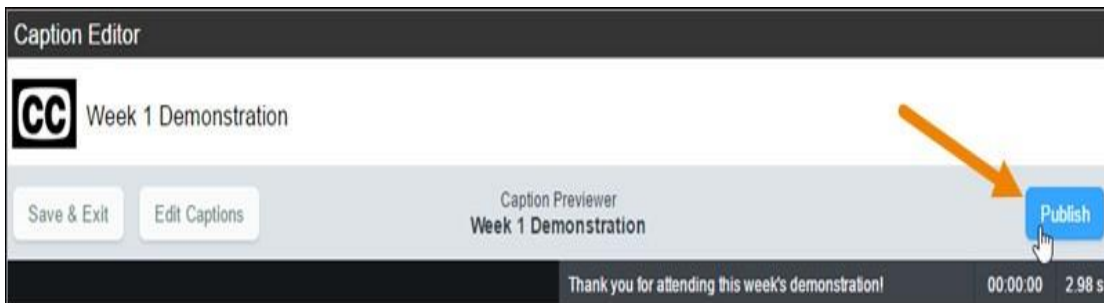 Caption Editor
CC Week 1 Demonstration
Save & Exit Edit Captions Caption Previewer Publish
Week 1 Demonstration
Thank you for attending this week's demonstration! 00:00:00 2.98 s